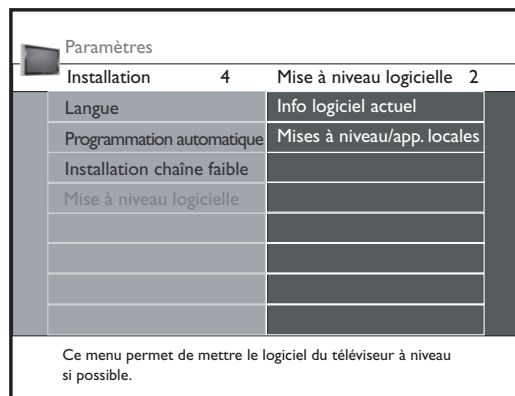 Paramètres
Installation 4 Mise à niveau logicielle 2
Langue Info logiciel actuel
Programmation automatique Mises à niveau/app. locales
Installation chaîne faible
Mise à niveau logicielle
Ce menu permet de mettre le logiciel du téléviseur à niveau
si possible.